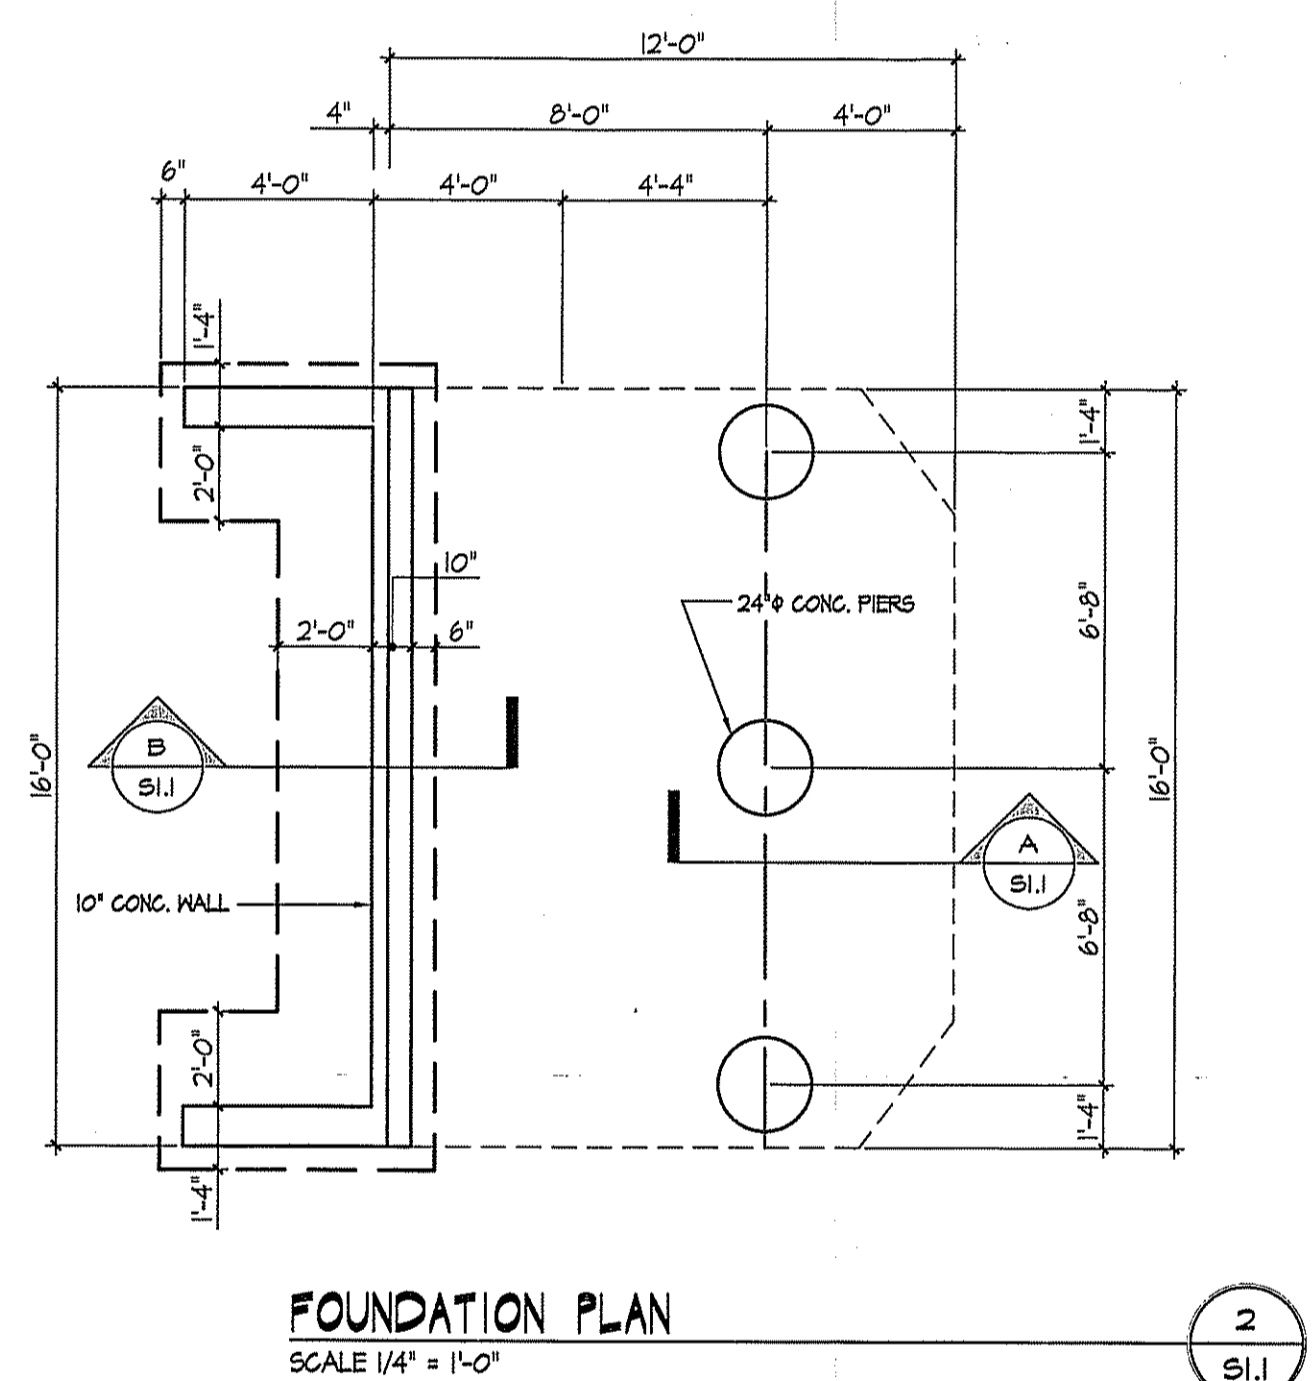 12'-0"
4"
8'-0"
4'-0"
6"
4'-0"
4'-0"
4'-4"
1'-4"
1'-4"
2'-0"
10"
2'-0"
6"
24"Φ CONC. PIERS
6'-8"
16'-0"
B
S1.1
16'-0"
A
S1.1
10" CONC. WALL
6'-8"
2'-0"
1'-4"
1'-4"
FOUNDATION PLAN
SCALE 1/4" = 1'-0"
2
S1.1